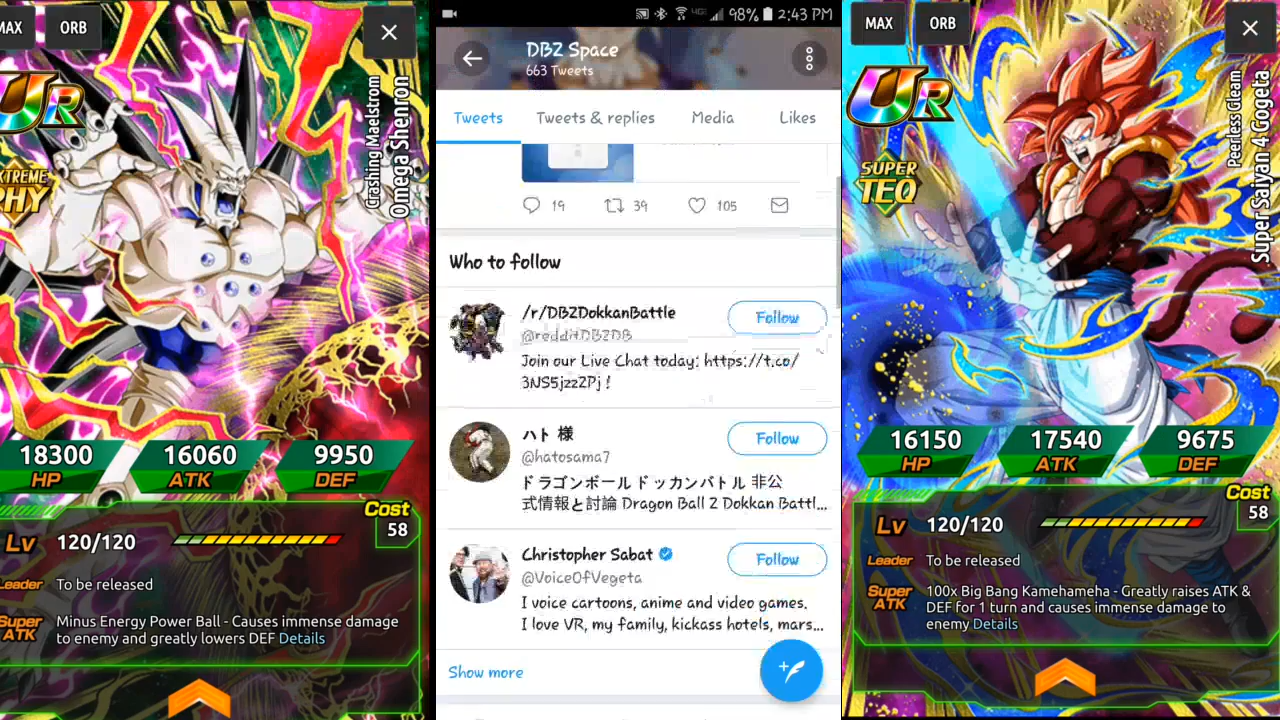 MAX
ORB
UR
EXTREME
PHY
Crashing Maelstrom
Omega Shenron
18300
HP
16060
ATK
9950
DEF
Cost
58
Lv
120/120
Leader
To be released
Super
ATK
Minus Energy Power Ball - Causes immense damage
to enemy and greatly lowers DEF Details
98%
2:43 PM
DBZ Space
663 Tweets
Tweets
Tweets & replies
Media
Likes
19
39
105
Who to follow
/r/DBZDokkanBattle
@redditDBZDB
Follow
Join our Live Chat today: https://t.co/
3NS5jzz2Pj !
ハト 様
@hatosama7
Follow
ドラゴンボールド ッカンバトル 非公
式情報と討論 Dragon Ball Z Dokkan Battl...
Christopher Sabat
@VoiceOfVegeta
Follow
I voice cartoons, anime and video games.
I love VR, my family, kickass hotels, mars...
Show more
MAX
ORB
UR
SUPER
TEQ
Peerless Gleam
Super Saiyan 4 Gogeta
16150
HP
17540
ATK
9675
DEF
Cost
58
Lv
120/120
Leader
To be released
Super
ATK
100x Big Bang Kamehameha - Greatly raises ATK &
DEF for 1 turn and causes immense damage to
enemy Details